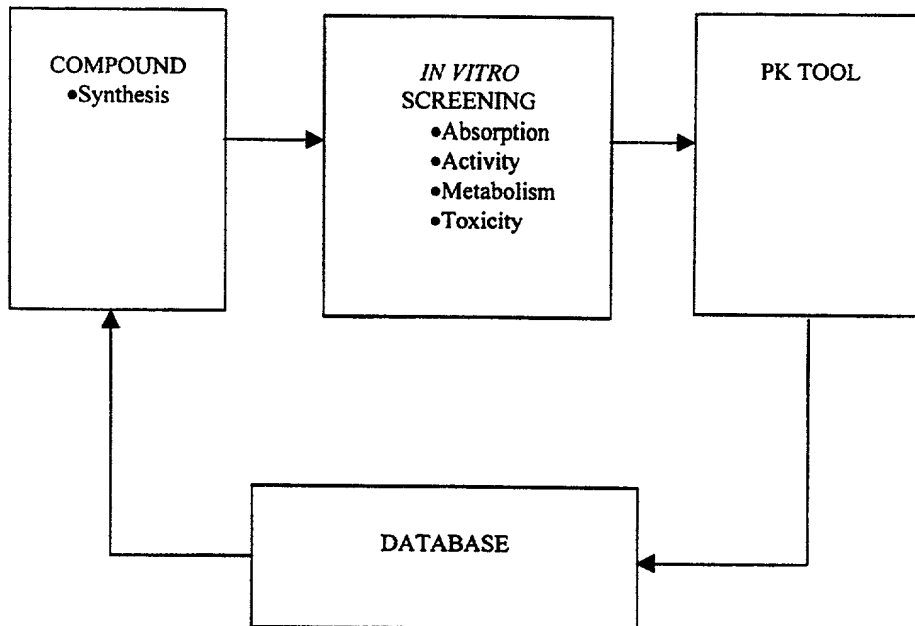 COMPOUND
•Synthesis
IN VITRO
SCREENING
•Absorption
•Activity
•Metabolism
•Toxicity
PK TOOL
DATABASE